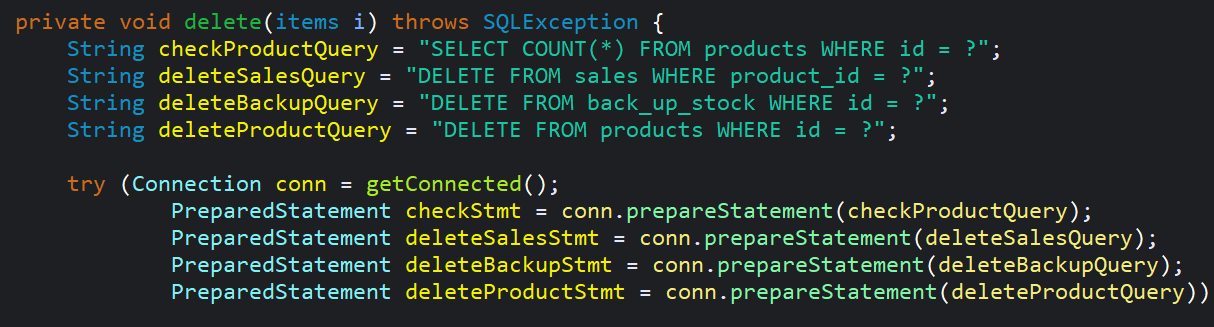 private void delete(items i) throws SQLException {
    String checkProductQuery = "SELECT COUNT(*) FROM products WHERE id = ?";
    String deleteSalesQuery = "DELETE FROM sales WHERE product_id = ?";
    String deleteBackupQuery = "DELETE FROM back_up_stock WHERE id = ?";
    String deleteProductQuery = "DELETE FROM products WHERE id = ?";

    try (Connection conn = getConnected();
            PreparedStatement checkStmt = conn.prepareStatement(checkProductQuery);
            PreparedStatement deleteSalesStmt = conn.prepareStatement(deleteSalesQuery);
            PreparedStatement deleteBackupStmt = conn.prepareStatement(deleteBackupQuery);
            PreparedStatement deleteProductStmt = conn.prepareStatement(deleteProductQuery))